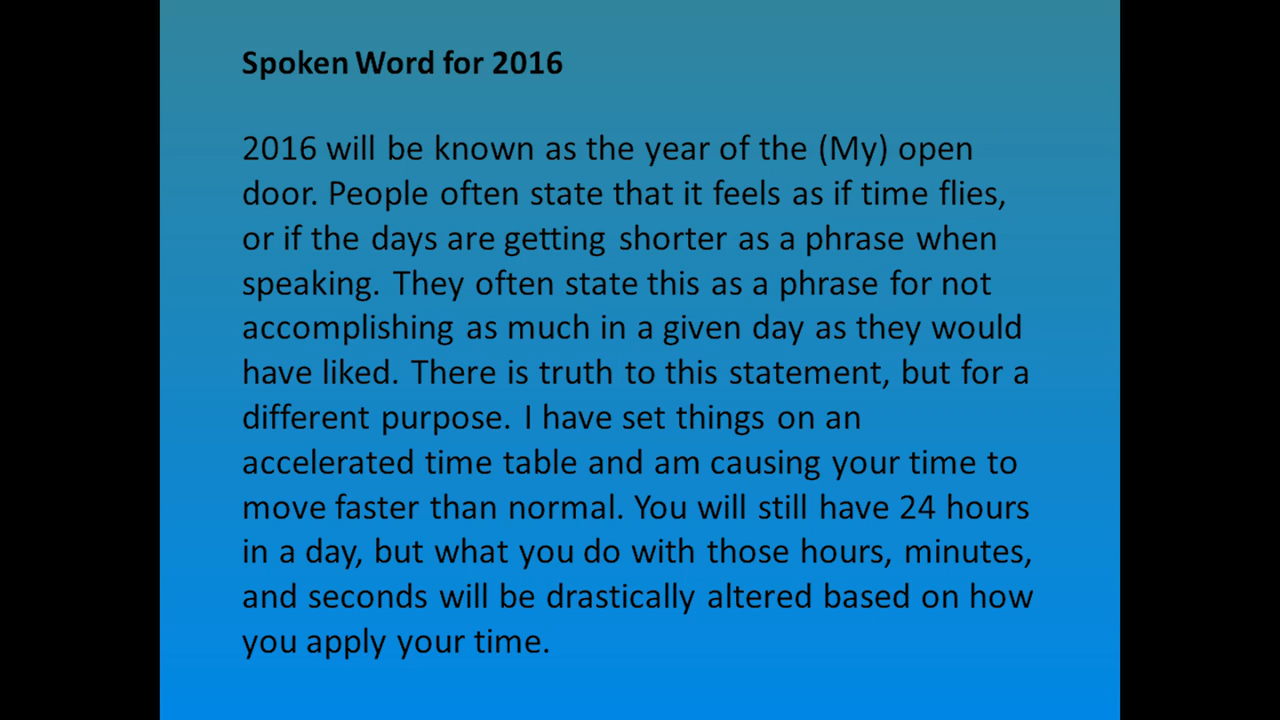 Spoken Word for 2016
2016 will be known as the year of the (My) open
door. People often state that it feels as if time flies,
or if the days are getting shorter as a phrase when
speaking. They often state this as a phrase for not
accomplishing as much in a given day as they would
have liked. There is truth to this statement, but for a
different purpose. I have set things on an
accelerated time table and am causing your time to
move faster than normal. You will still have 24 hours
in a day, but what you do with those hours, minutes,
and seconds will be drastically altered based on how
you apply your time.